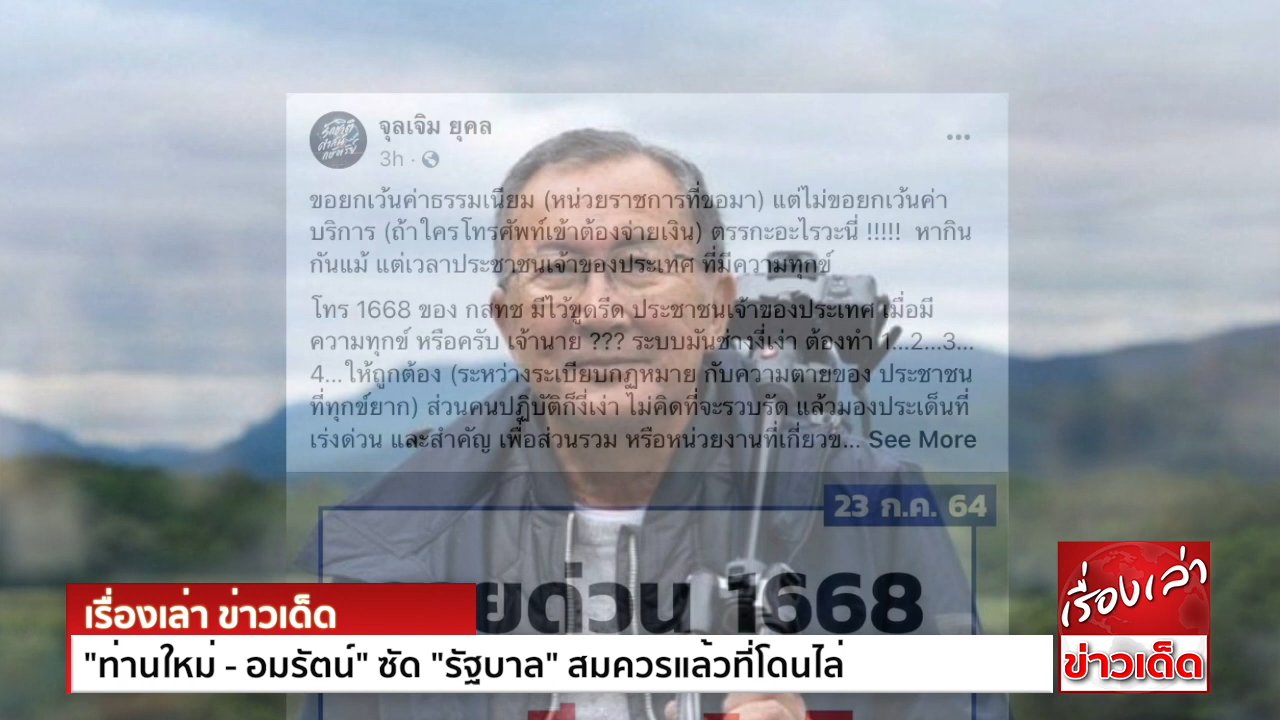 จุลเจิม ยุคล
3h ·
ขอยกเว้นค่าธรรมเนียม (หน่วยราชการที่ขอมา) แต่ไม่ขอยกเว้นค่า
บริการ (ถ้าใครโทรศัพท์เข้าต้องจ่ายเงิน) ตรรกะอะไรวะนี่ !!!!! หากิน
กันแม้ แต่เวลาประชาชนเจ้าของประเทศ ที่มีความทุกข์
โทร 1668 ของ กสทช มีไว้ขูดรีด ประชาชนเจ้าของประเทศ เมื่อมี
ความทุกข์ หรือครับ เจ้านาย ??? ระบบมันช่างงี่เง่า ต้องทำ 1...2...3...
4... ให้ถูกต้อง (ระหว่างระเบียบกฎหมาย กับความตายของ ประชาชน
ที่ทุกข์ยาก) ส่วนคนปฏิบัติก็งี่เง่า ไม่คิดที่จะรวบรัด แล้วมองประเด็นที่
เร่งด่วน และสำคัญ เพื่อส่วนรวม หรือหน่วยงานที่เกี่ยวข... See More
23 ก.ค. 64
ยด่วน 1668
เรื่องเล่า ข่าวเด็ด
"ท่านใหม่ - อมรัตน์" ซัด "รัฐบาล" สมควรแล้วที่โดนไล่
เรื่องเล่า
ข่าวเด็ด